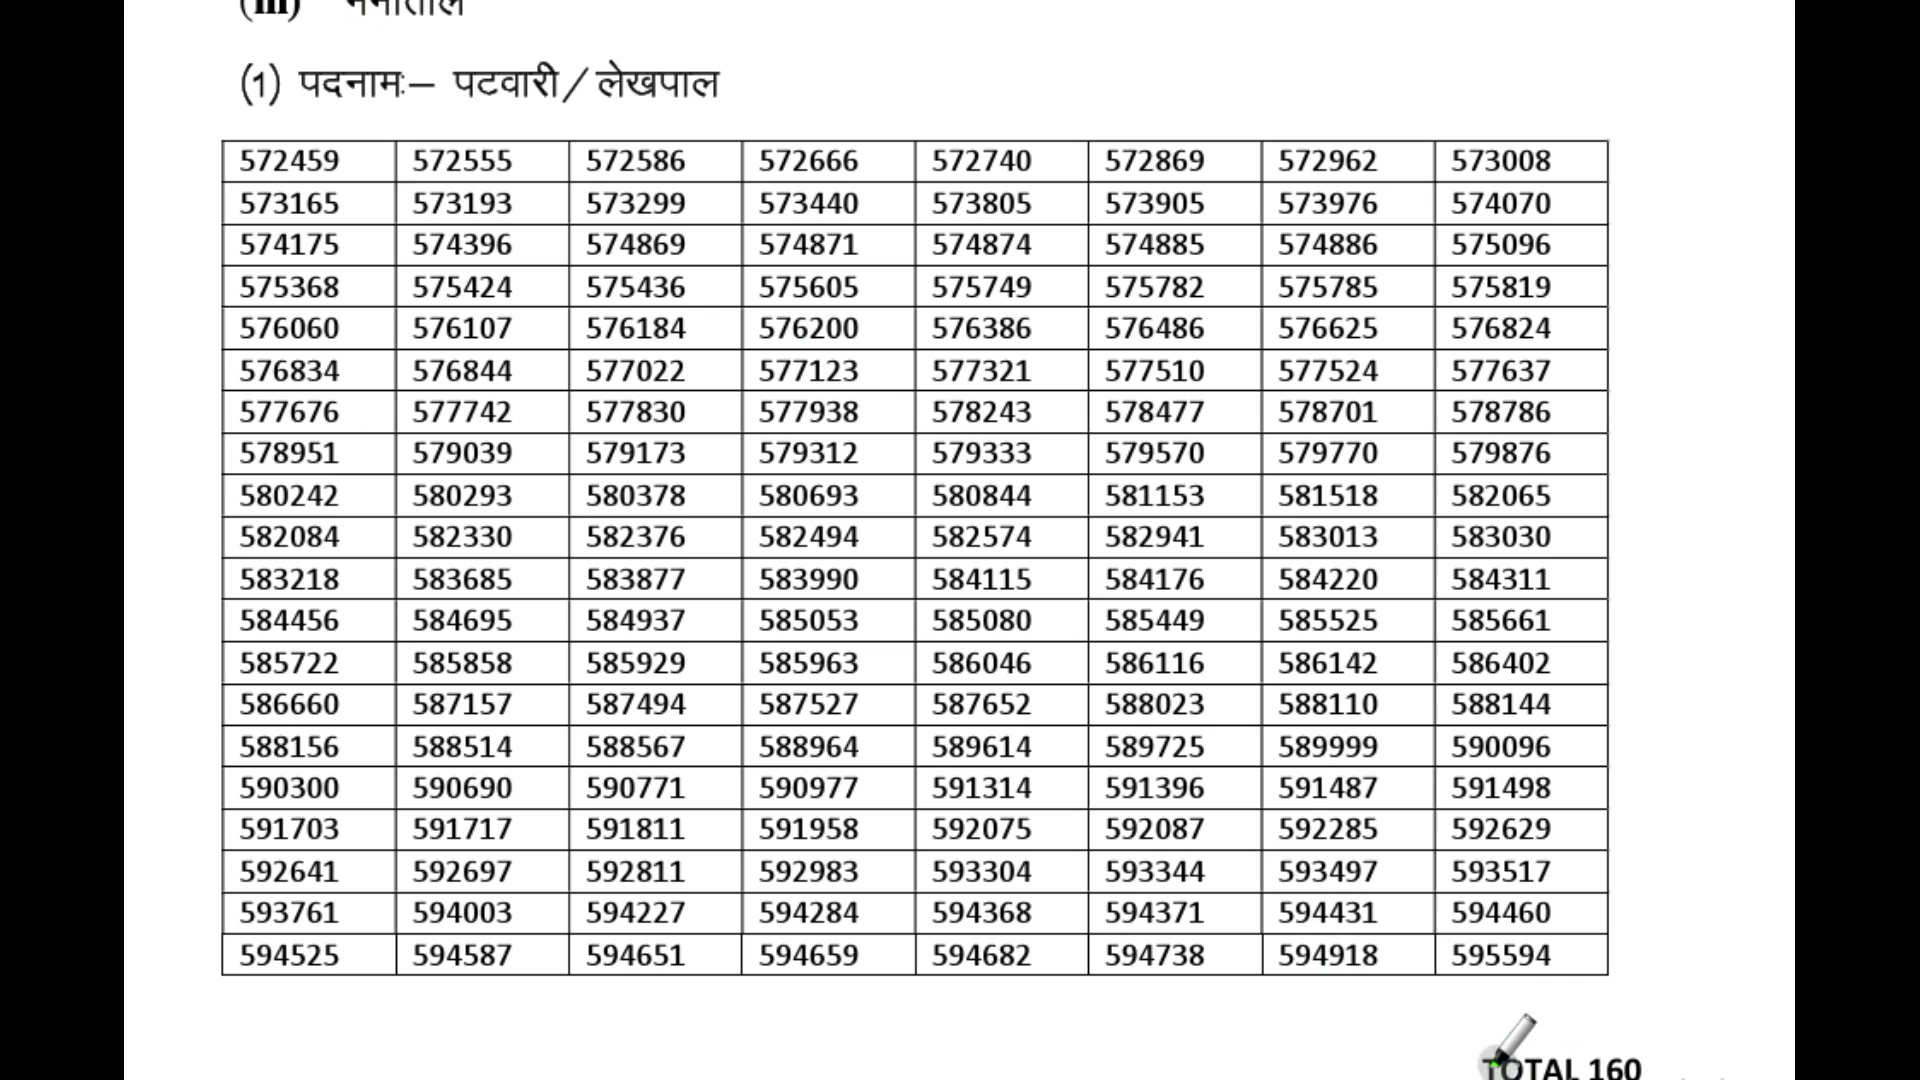 (iii) नैनीताल
(1) पदनामः– पटवारी/लेखपाल
572459 572555 572586 572666 572740 572869 572962 573008
573165 573193 573299 573440 573805 573905 573976 574070
574175 574396 574869 574871 574874 574885 574886 575096
575368 575424 575436 575605 575749 575782 575785 575819
576060 576107 576184 576200 576386 576486 576625 576824
576834 576844 577022 577123 577321 577510 577524 577637
577676 577742 577830 577938 578243 578477 578701 578786
578951 579039 579173 579312 579333 579570 579770 579876
580242 580293 580378 580693 580844 581153 581518 582065
582084 582330 582376 582494 582574 582941 583013 583030
583218 583685 583877 583990 584115 584176 584220 584311
584456 584695 584937 585053 585080 585449 585525 585661
585722 585858 585929 585963 586046 586116 586142 586402
586660 587157 587494 587527 587652 588023 588110 588144
588156 588514 588567 588964 589614 589725 589999 590096
590300 590690 590771 590977 591314 591396 591487 591498
591703 591717 591811 591958 592075 592087 592285 592629
592641 592697 592811 592983 593304 593344 593497 593517
593761 594003 594227 594284 594368 594371 594431 594460
594525 594587 594651 594659 594682 594738 594918 595594
TOTAL 160